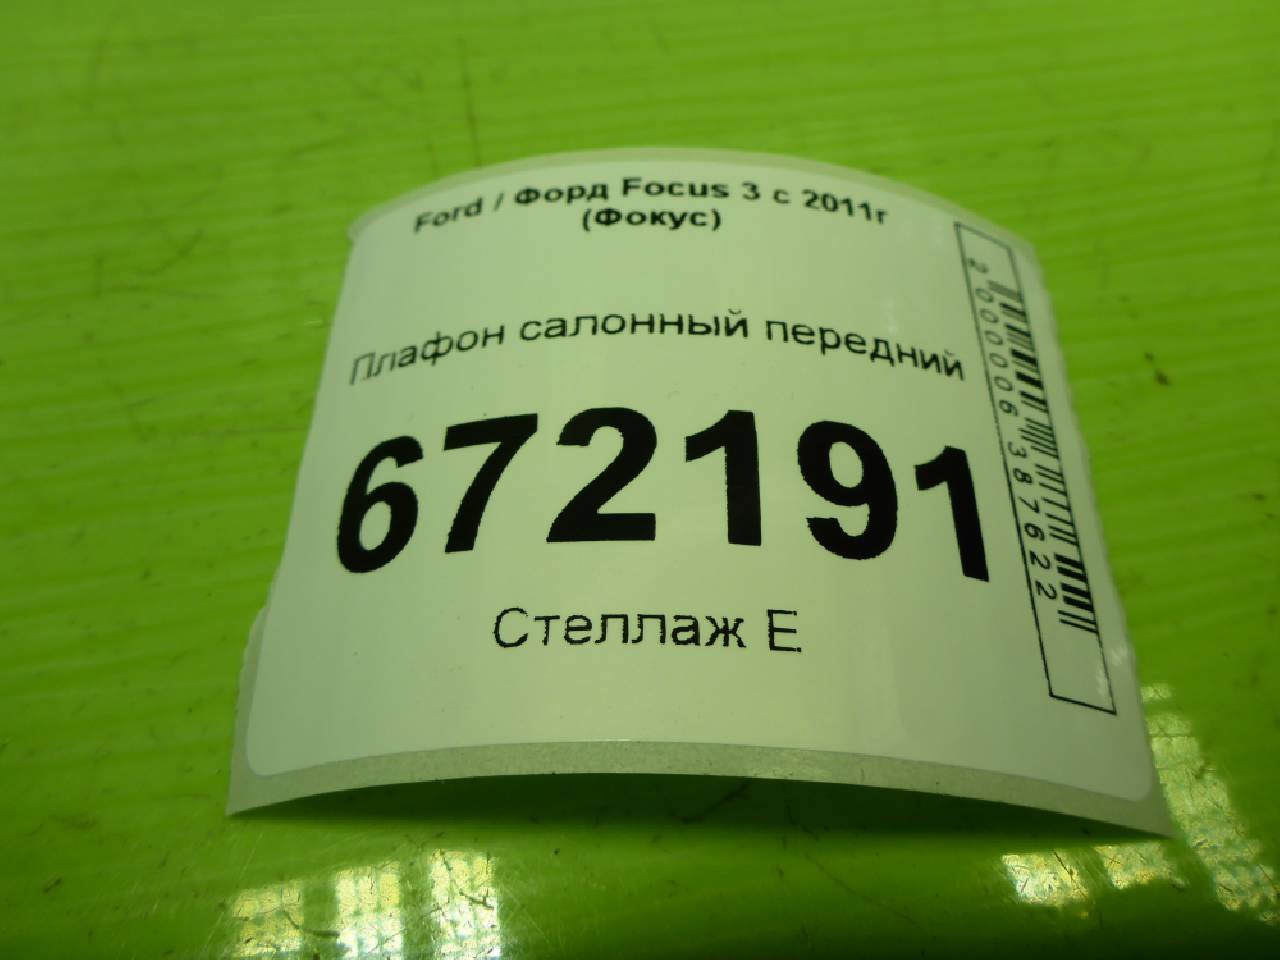 Ford / Форд Focus 3 с 2011г
(Фокус)
Плафон салонный передний
672191
Стеллаж Е
2000006387622